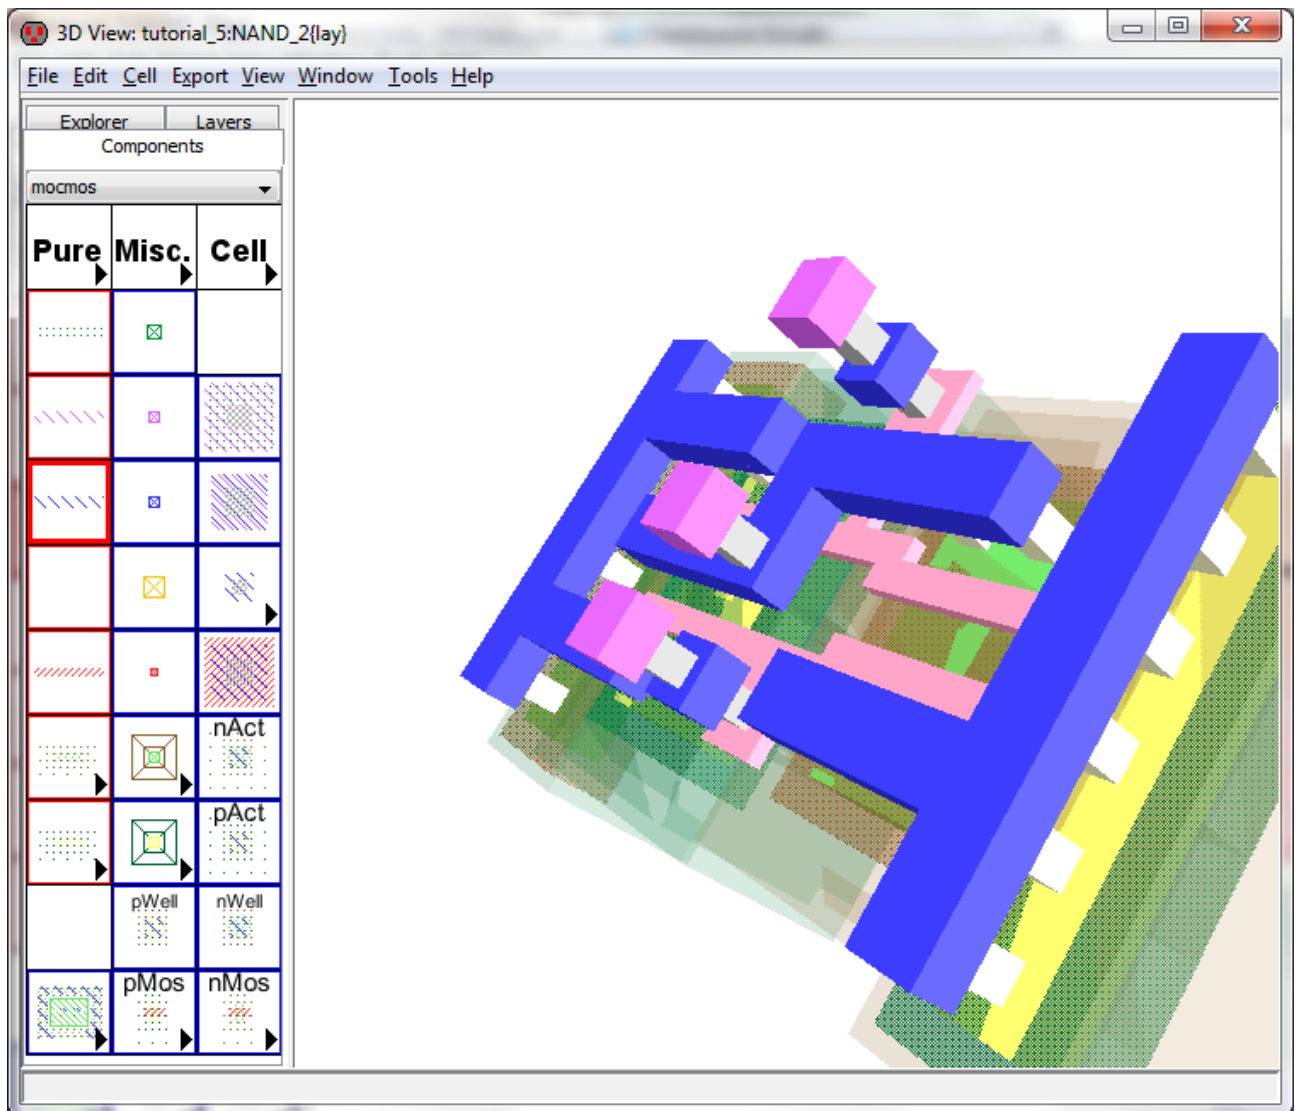 3D View: tutorial_5:NAND_2{lay}
File Edit Cell Export View Window Tools Help
Explorer Layers
Components
mocmos
Pure Misc. Cell
nAct
pAct
pWell nWell
pMos nMos